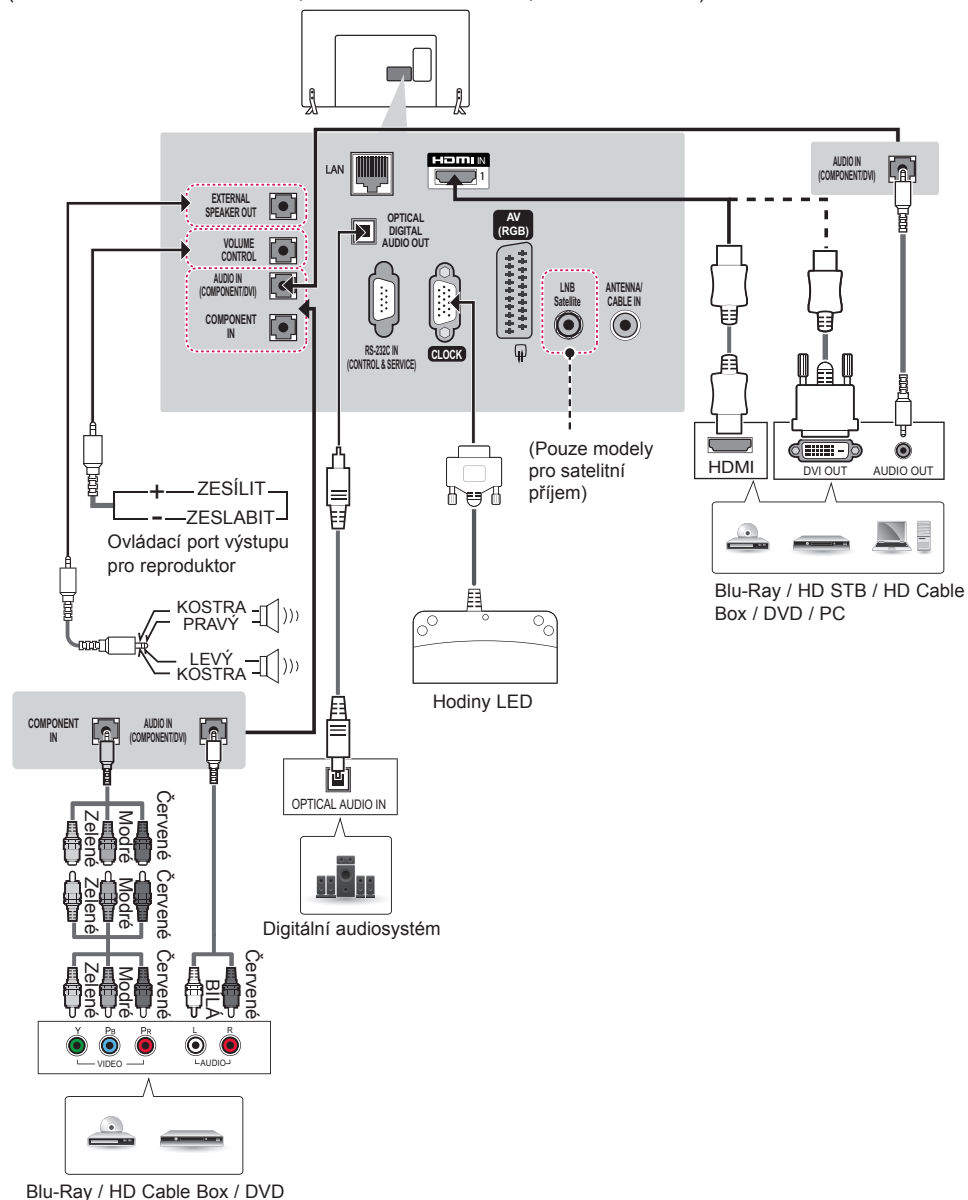 LAN
HDMI IN
1
AUDIO IN
(COMPONENT/DVI)
EXTERNAL
SPEAKER OUT
VOLUME
CONTROL
AUDIO IN
(COMPONENT/DVI)
COMPONENT
IN
OPTICAL
DIGITAL
AUDIO OUT
AV
(RGB)
LNB
Satellite
ANTENNA/
CABLE IN
RS-232C IN
(CONTROL & SERVICE)
CLOCK
(Pouze modely
pro satelitní
příjem)
HDMI
DVI OUT
AUDIO OUT
Blu-Ray / HD STB / HD Cable
Box / DVD / PC
+ ZESÍLIT
- ZESLABIT
Ovládací port výstupu
pro reproduktor
KOSTRA
PRAVÝ
LEVÝ
KOSTRA
Hodiny LED
COMPONENT
IN
AUDIO IN
(COMPONENT/DVI)
OPTICAL AUDIO IN
Digitální audiosystém
Zelené
Modré
Červené
Zelené
Modré
Červené
Zelené
Modré
Červené
BÍLÁ
Červené
Y
PB
PR
L
R
VIDEO
AUDIO
Blu-Ray / HD Cable Box / DVD